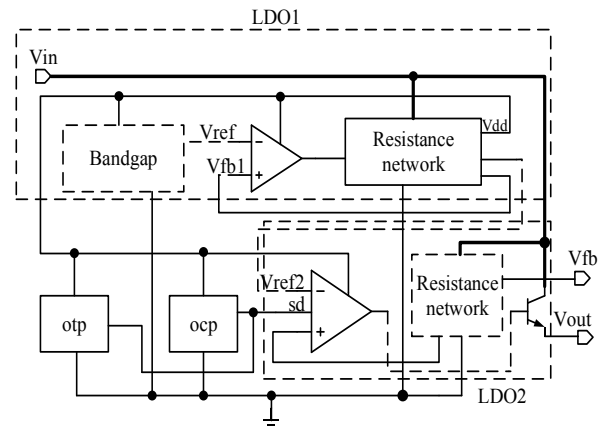 LDO1
Vin
Vdd
Vref
Bandgap
Resistance
network
Vfb1
Vfb
Vref2
Resistance
network
sd
otp
ocp
Vout
LDO2